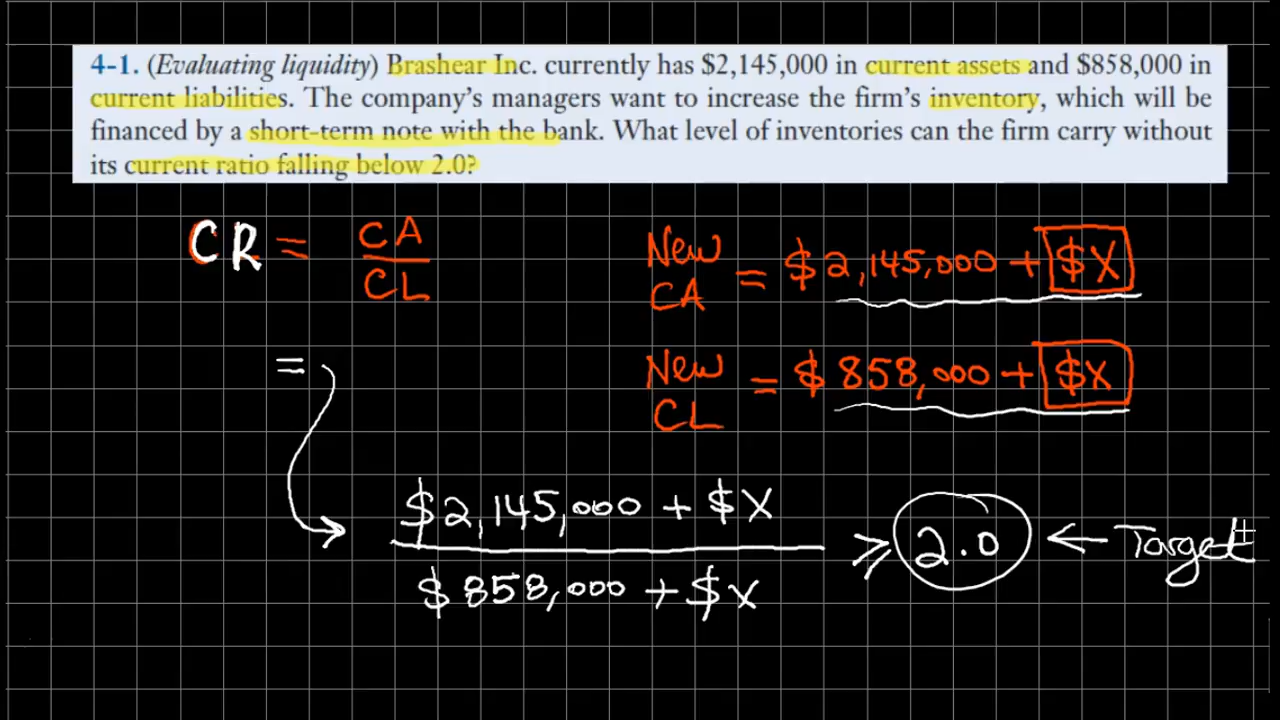 4-1. (Evaluating liquidity) Brashear Inc. currently has $2,145,000 in current assets and $858,000 in
current liabilities. The company's managers want to increase the firm's inventory, which will be
financed by a short-term note with the bank. What level of inventories can the firm carry without
its current ratio falling below 2.0?
CR = CA
CL
New
CA = $2,145,000 + $X
=
New
CL = $858,000 + $X
$2,145,000 + $X
$858,000 + $X
≥ 2.0 ← Target